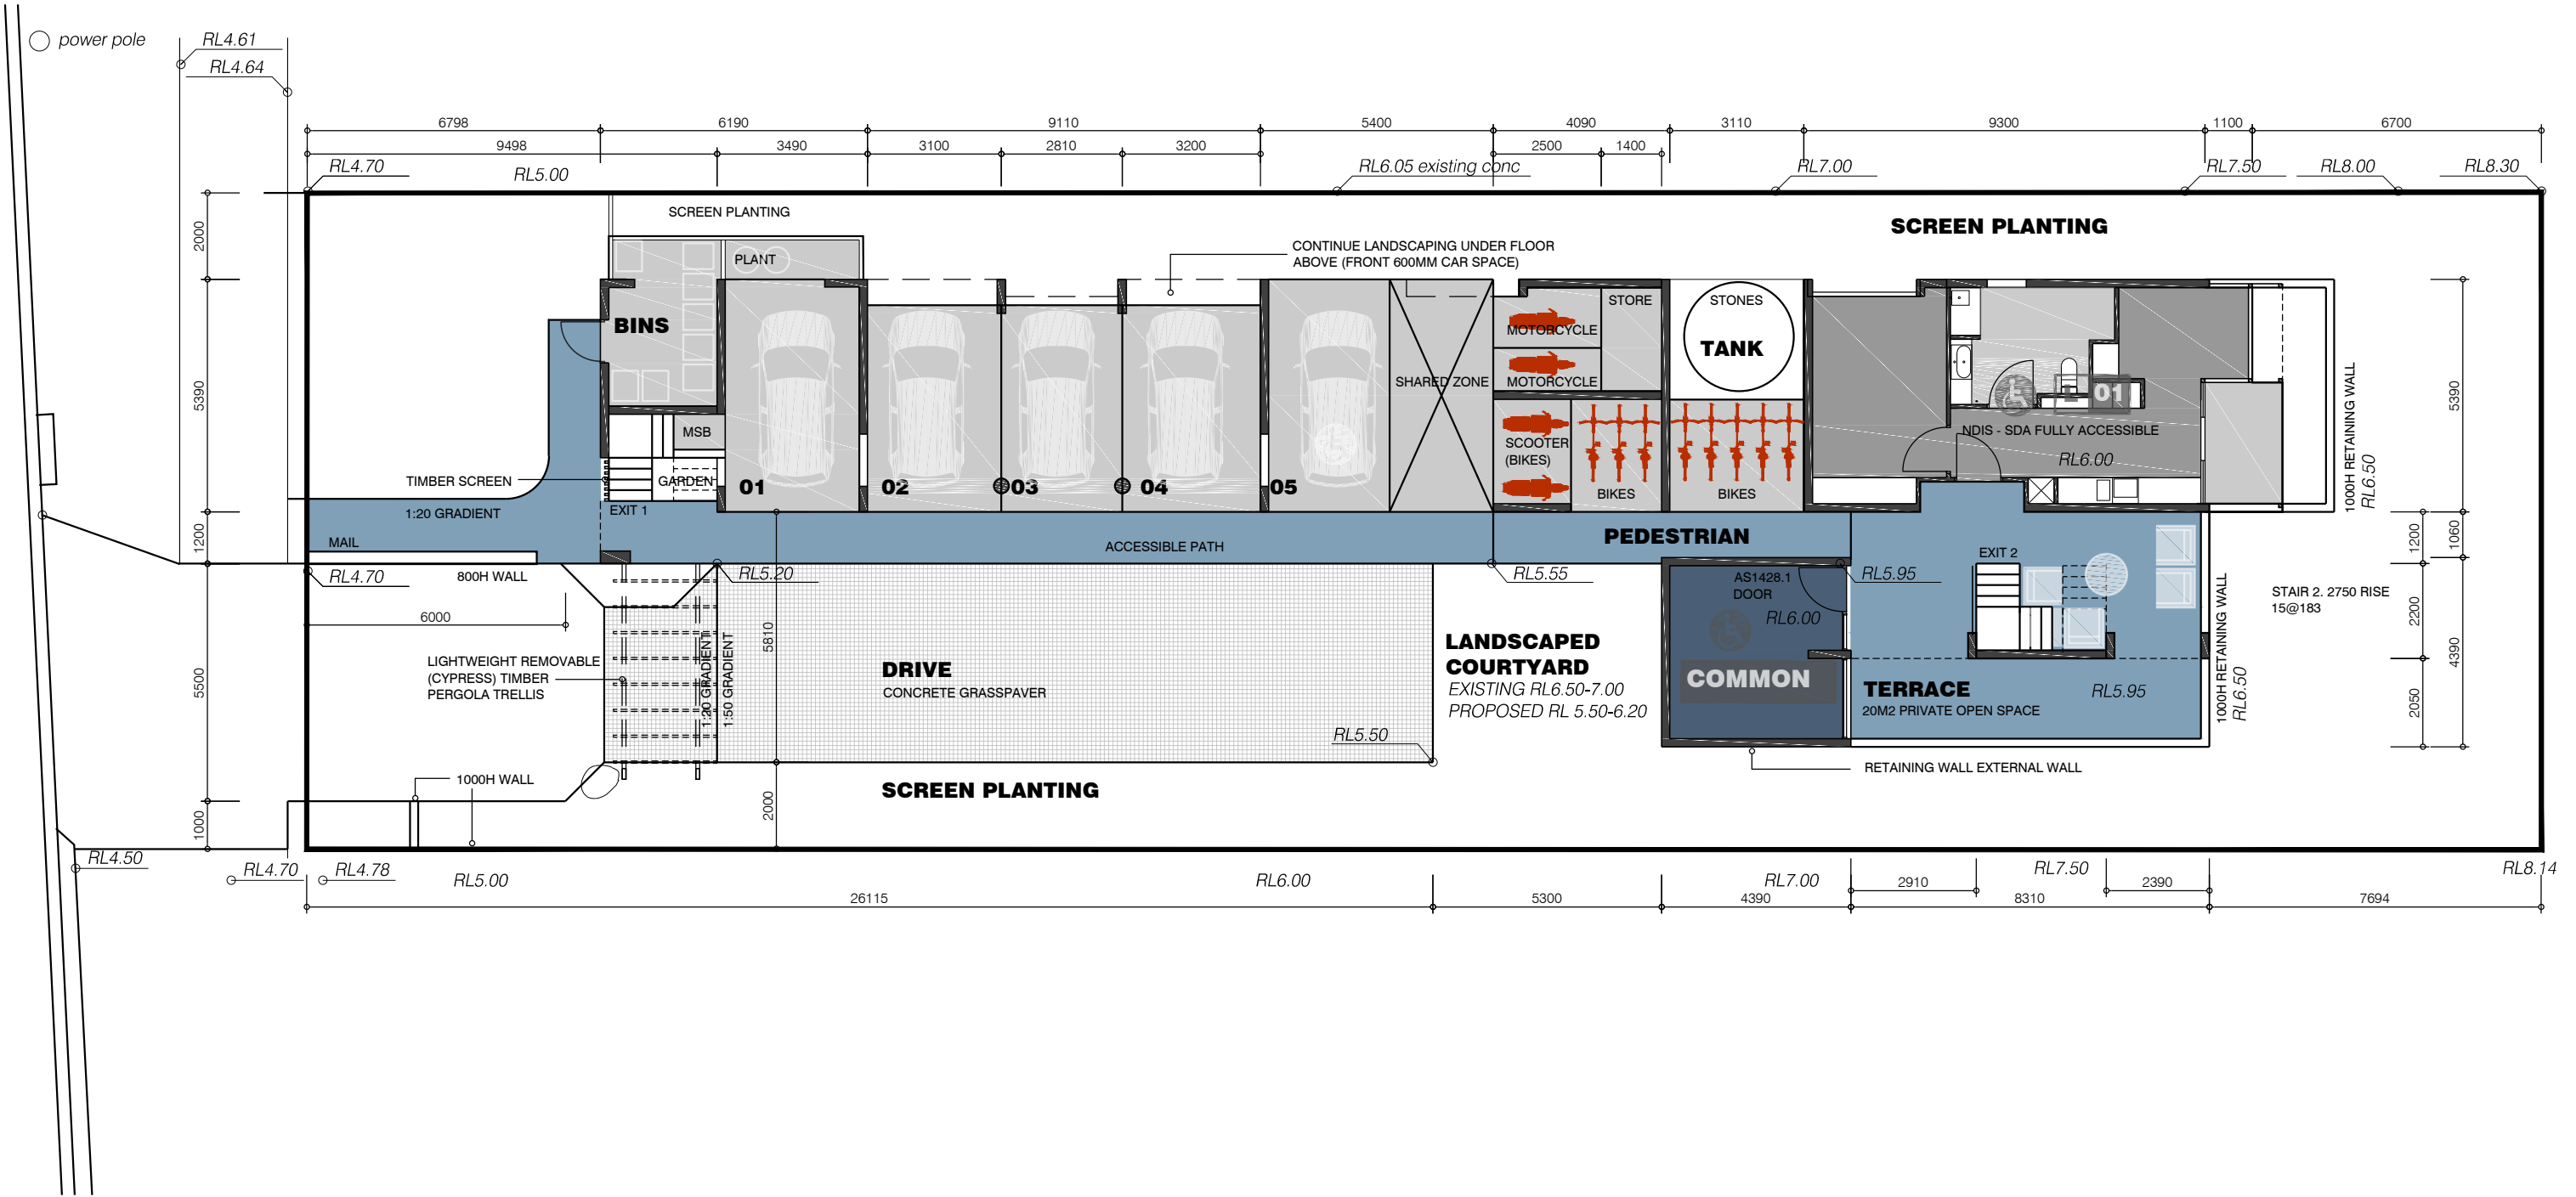 power pole
RL4.61
RL4.64
6798
6190
9110
5400
4090
3110
9300
1100
6700
9498
3490
3100
2810
3200
2500
1400
RL4.70
RL5.00
RL6.05 existing conc
RL7.00
RL7.50
RL8.00
RL8.30
SCREEN PLANTING
SCREEN PLANTING
2000
5390
1200
5500
1000
PLANT
CONTINUE LANDSCAPING UNDER FLOOR
ABOVE (FRONT 600MM CAR SPACE)
BINS
MSB
TIMBER SCREEN
GARDEN
EXIT 1
1:20 GRADIENT
MAIL
01
02
03
04
05
SHARED ZONE
MOTORCYCLE
MOTORCYCLE
STORE
SCOOTER
(BIKES)
BIKES
STONES
TANK
BIKES
L
01
NDIS - SDA FULLY ACCESSIBLE
RL6.00
1000H RETAINING WALL
RL6.50
5390
1200
1060
2200
4390
2050
ACCESSIBLE PATH
PEDESTRIAN
EXIT 2
RL4.70
800H WALL
6000
RL5.20
RL5.55
RL5.95
AS1428.1
DOOR
RL6.00
COMMON
STAIR 2. 2750 RISE
15@183
1000H RETAINING WALL
RL6.50
LIGHTWEIGHT REMOVABLE
(CYPRESS) TIMBER
PERGOLA TRELLIS
1:20 GRADIENT
1:50 GRADIENT
5810
2000
DRIVE
CONCRETE GRASSPAVER
LANDSCAPED
COURTYARD
EXISTING RL6.50-7.00
PROPOSED RL 5.50-6.20
RL5.50
TERRACE
20M2 PRIVATE OPEN SPACE
RL5.95
RETAINING WALL EXTERNAL WALL
1000H WALL
SCREEN PLANTING
RL4.50
RL4.70
RL4.78
RL5.00
RL6.00
RL7.00
RL7.50
RL8.14
2910
2390
26115
5300
4390
8310
7694